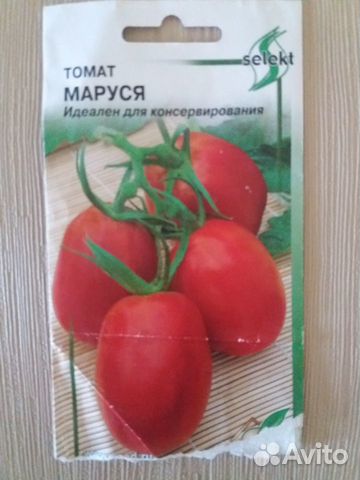 selekt
ТОМАТ
МАРУСЯ
Идеален для консервирования
Avito